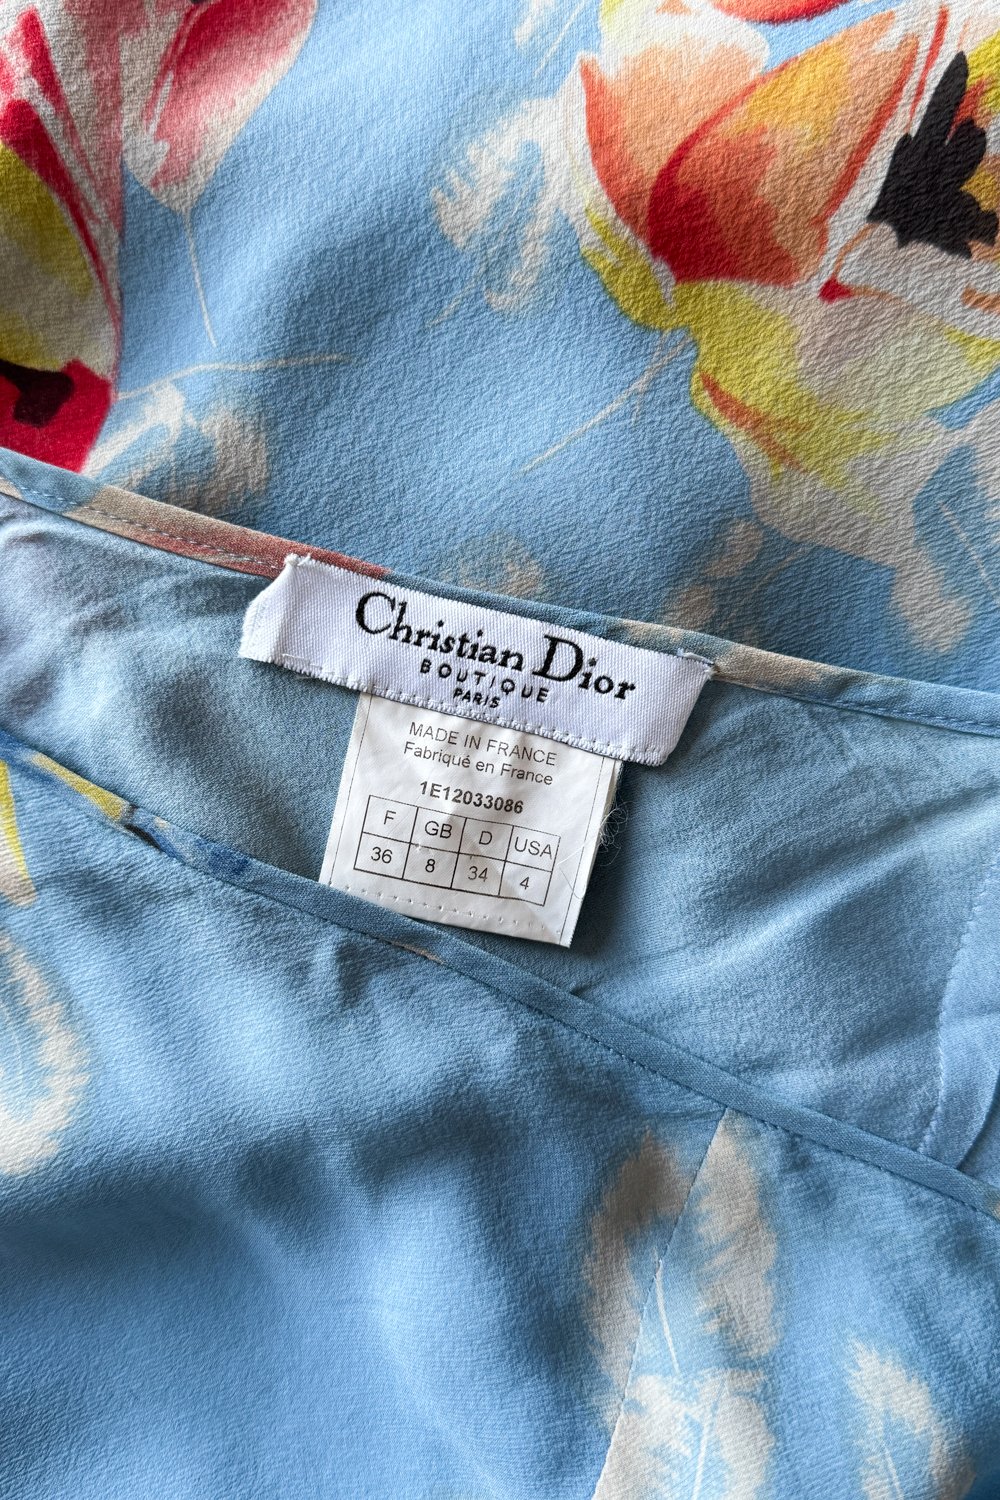 Christian Dior
BOUTIQUE
PARIS
MADE IN FRANCE
Fabriqué en France
1E12033086
F GB D USA
36 8 34 4